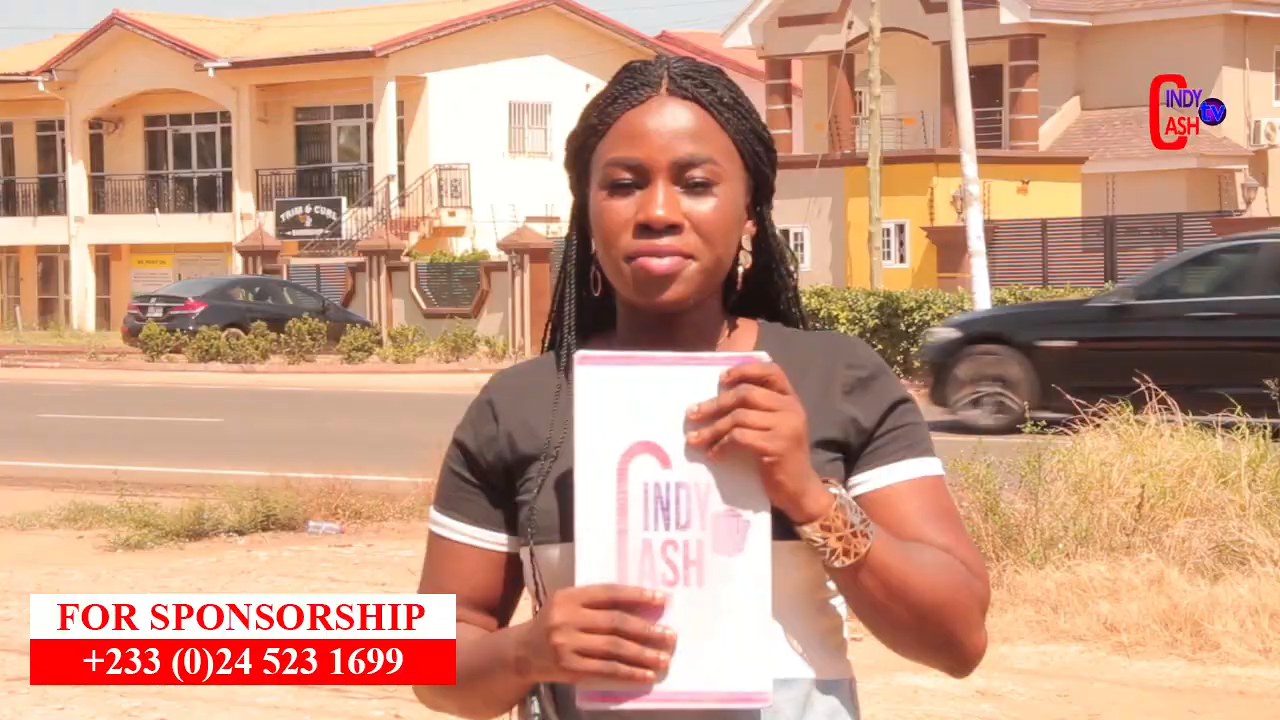 CINDY
CASH
tv
TRIM & CURL
CINDY
CASH
FOR SPONSORSHIP
+233 (0)24 523 1699